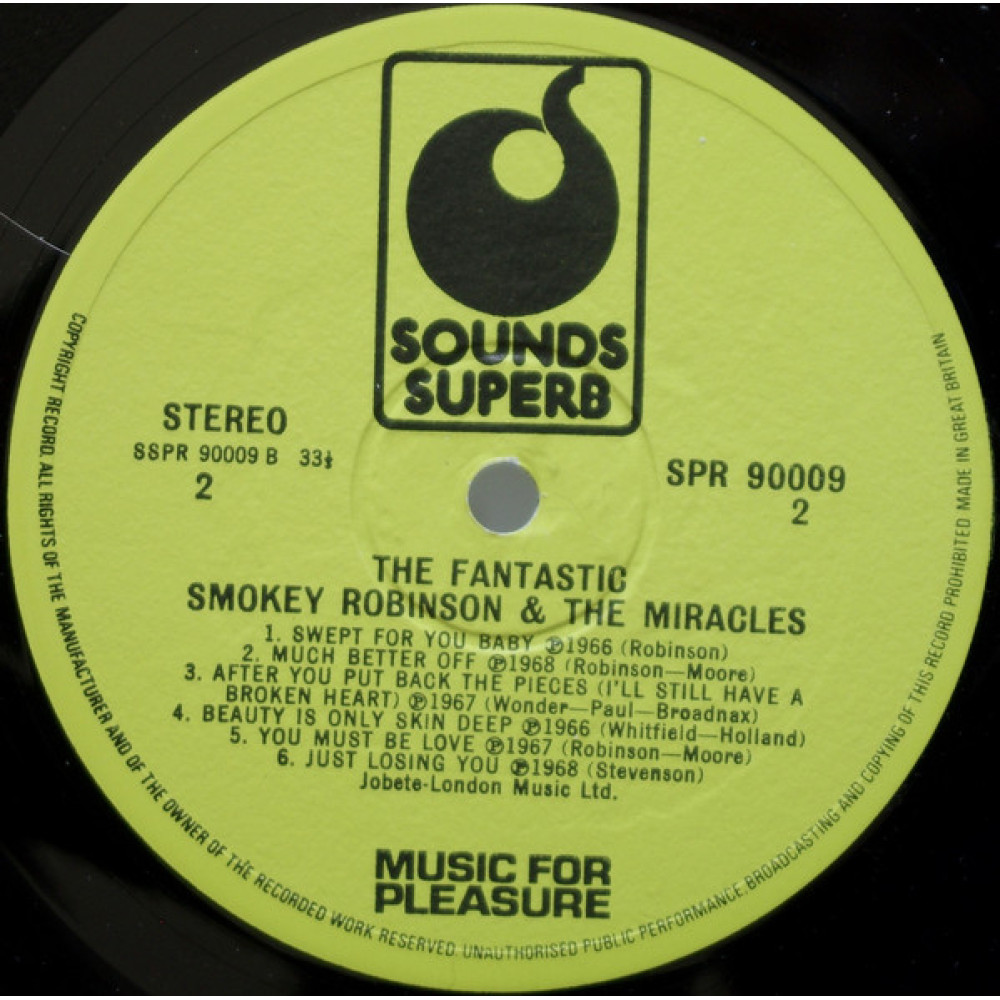 SOUNDS
SUPERB
STEREO
SSPR 90009 B 33⅓
2
SPR 90009
2
THE FANTASTIC
SMOKEY ROBINSON & THE MIRACLES
1. SWEPT FOR YOU BABY ℗1966 (Robinson)
2. MUCH BETTER OFF ℗1968 (Robinson—Moore)
3. AFTER YOU PUT BACK THE PIECES (I'LL STILL HAVE A
BROKEN HEART) ℗1967 (Wonder—Paul—Broadnax)
4. BEAUTY IS ONLY SKIN DEEP ℗1966 (Whitfield—Holland)
5. YOU MUST BE LOVE ℗1967 (Robinson—Moore)
6. JUST LOSING YOU ℗1968 (Stevenson)
Jobete-London Music Ltd.
MUSIC FOR
PLEASURE
COPYRIGHT RECORD. ALL RIGHTS OF THE MANUFACTURER AND OF THE OWNER OF THE RECORDED WORK RESERVED. UNAUTHORISED PUBLIC PERFORMANCE. BROADCASTING AND COPYING OF THIS RECORD PROHIBITED MADE IN GREAT BRITAIN